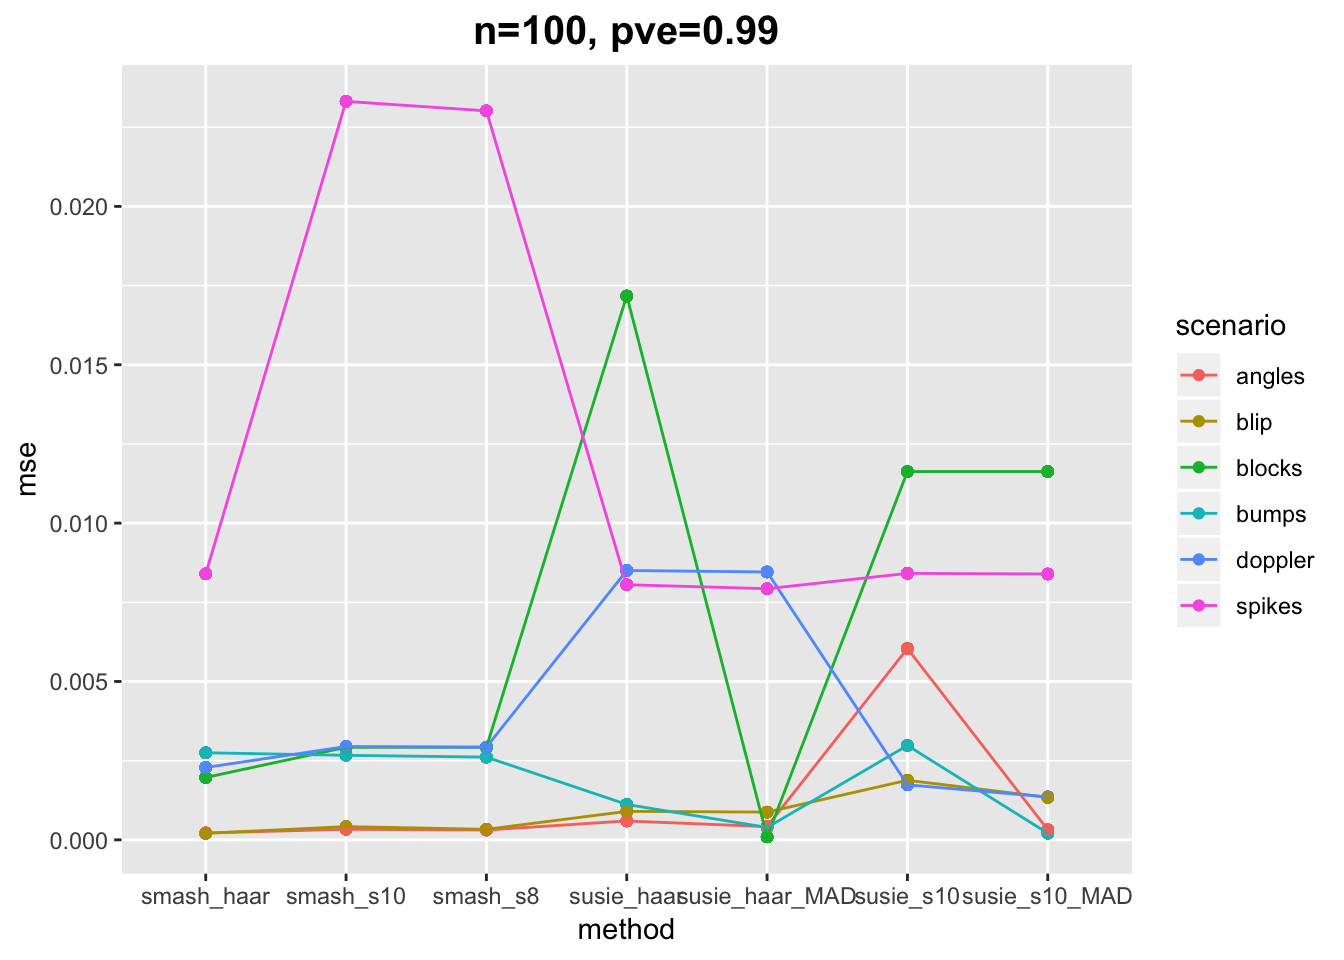 n=100, pve=0.99
mse
0.020
0.015
0.010
0.005
0.000
smash_haar smash_s10 smash_s8 susie_haar susie_haar_MAD susie_s10 susie_s10_MAD
method
scenario
angles
blip
blocks
bumps
doppler
spikes